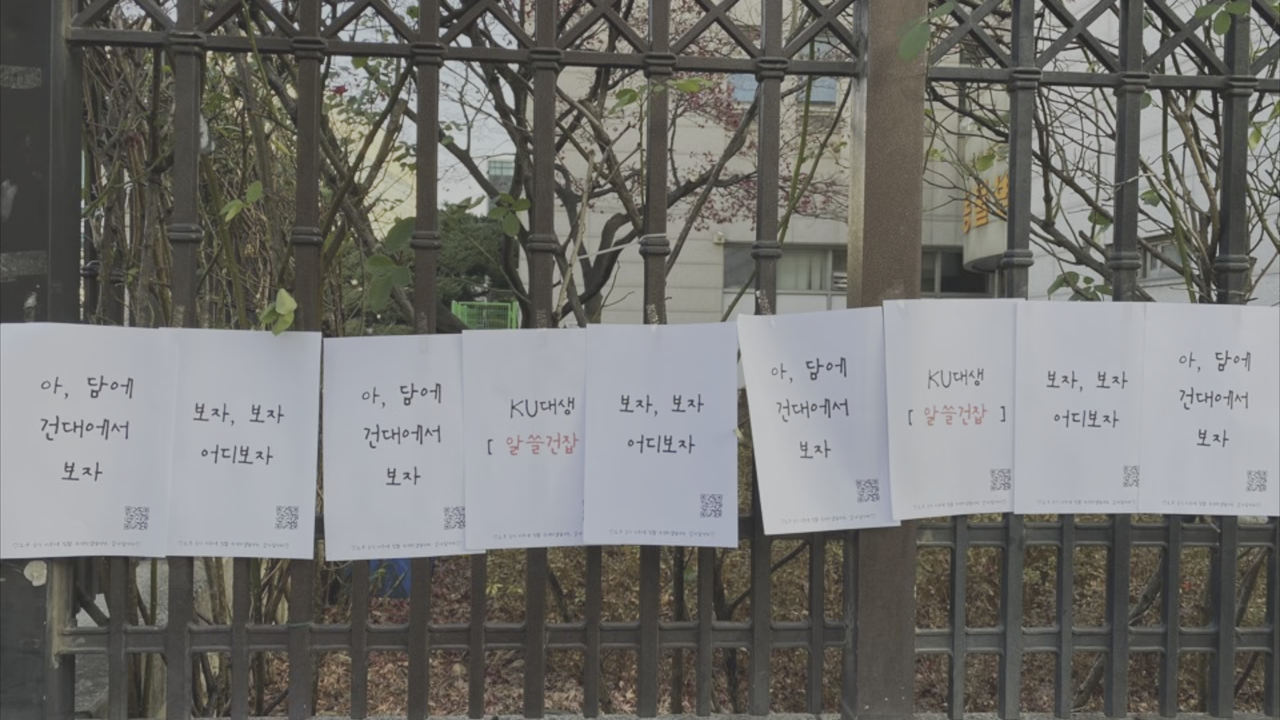 아, 담에
건대에서
보자
보자, 보자
어디보자
아, 담에
건대에서
보자
KU대생
[ 알쓸건잡
보자, 보자
어디보자
아, 담에
건대에서
보자
KU대생
[ 알쓸건잡 ]
보자, 보자
어디보자
아, 담에
건대에서
보자